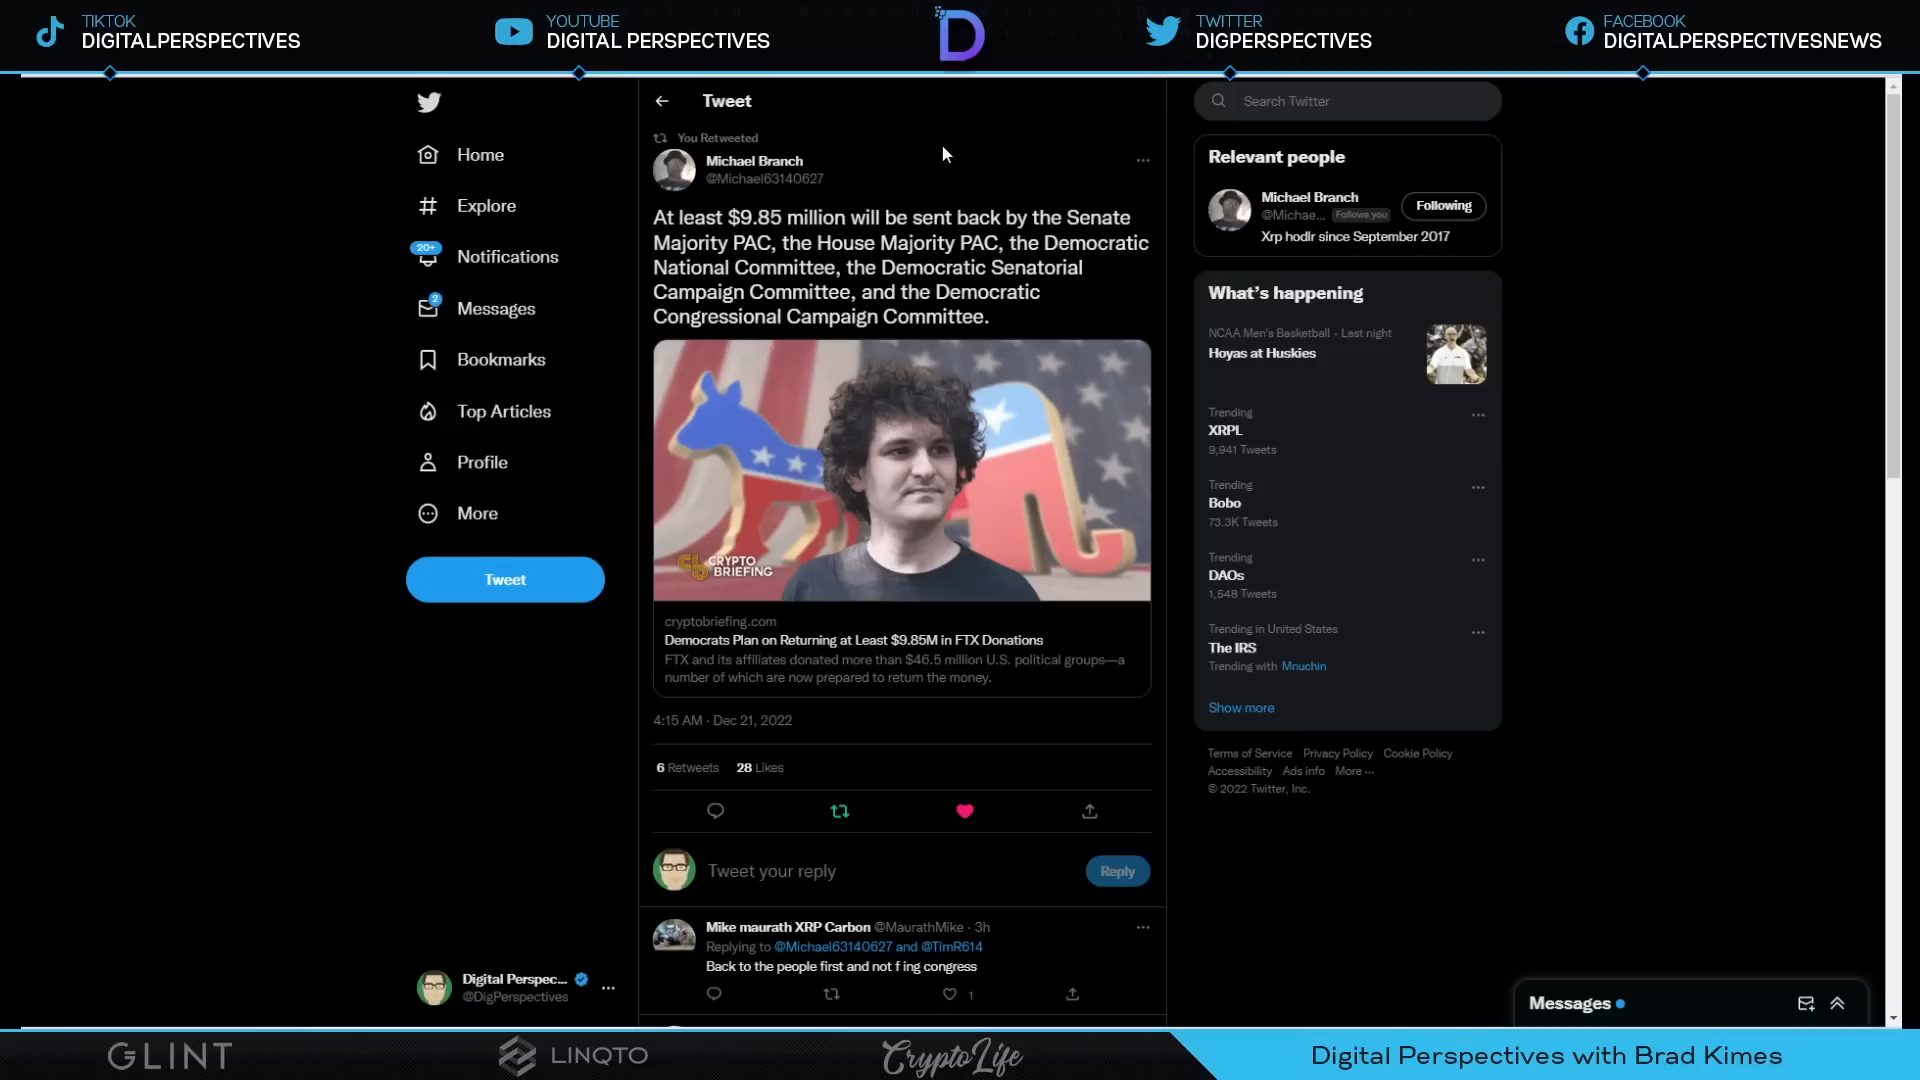 TIKTOK
DIGITALPERSPECTIVES
YOUTUBE
DIGITAL PERSPECTIVES
D
TWITTER
DIGPERSPECTIVES
FACEBOOK
DIGITALPERSPECTIVESNEWS
Home
Explore
20+
Notifications
2
Messages
Bookmarks
Top Articles
Profile
More
Tweet
Digital Perspec...
@DigPerspectives
Tweet
You Retweeted
Michael Branch
@Michael63140627
At least $9.85 million will be sent back by the Senate
Majority PAC, the House Majority PAC, the Democratic
National Committee, the Democratic Senatorial
Campaign Committee, and the Democratic
Congressional Campaign Committee.
CRYPTO
BRIEFING
cryptobriefing.com
Democrats Plan on Returning at Least $9.85M in FTX Donations
FTX and its affiliates donated more than $46.5 million U.S. political groups—a
number of which are now prepared to return the money.
4:15 AM · Dec 21, 2022
6 Retweets 28 Likes
Tweet your reply
Reply
Mike maurath XRP Carbon @MaurathMike · 3h
Replying to @Michael63140627 and @TimR614
Back to the people first and not f ing congress
1
Search Twitter
Relevant people
Michael Branch
@Michae... Follows you
Following
Xrp hodlr since September 2017
What's happening
NCAA Men's Basketball · Last night
Hoyas at Huskies
Trending
XRPL
9,941 Tweets
Trending
Bobo
73.3K Tweets
Trending
DAOs
1,548 Tweets
Trending in United States
The IRS
Trending with Mnuchin
Show more
Terms of Service Privacy Policy Cookie Policy
Accessibility Ads info More ...
© 2022 Twitter, Inc.
Messages
GLINT
LINQTO
CryptoLife
Digital Perspectives with Brad Kimes